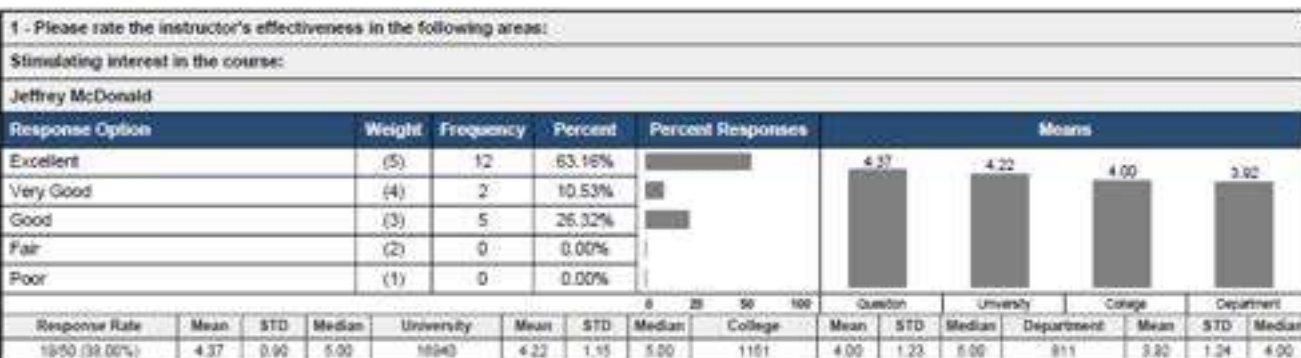 1 - Please rate the instructor's effectiveness in the following areas:
Stimulating interest in the course:
Jeffrey McDonald
Response Option Weight Frequency Percent Percent Responses Means
Excellent (5) 12 63.16%
Very Good (4) 2 10.53%
Good (3) 5 26.32%
Fair (2) 0 0.00%
Poor (1) 0 0.00%
4.37 4.22 4.00 3.92
0 25 50 100 Question University College Department
Response Rate Mean STD Median University Mean STD Median College Mean STD Median Department Mean STD Median
19/50 (38.00%) 4.37 0.90 5.00 16940 4.22 1.15 5.00 1151 4.00 1.23 5.00 811 3.92 1.24 4.00